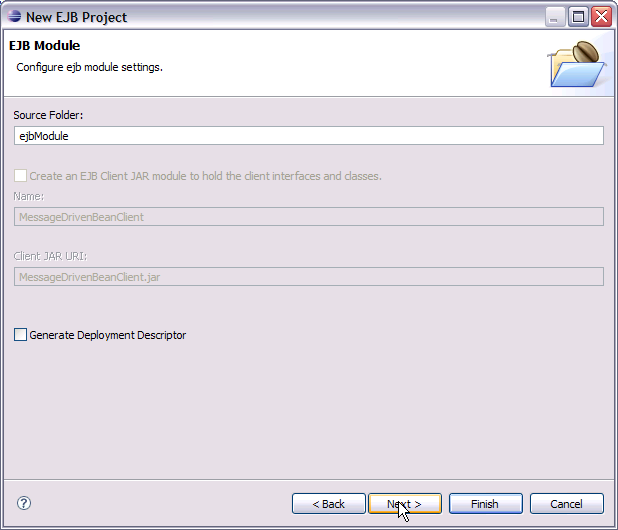 New EJB Project
EJB Module
Configure ejb module settings.
Source Folder:
ejbModule
Create an EJB Client JAR module to hold the client interfaces and classes.
Name:
MessageDrivenBeanClient
Client JAR URI:
MessageDrivenBeanClient.jar
Generate Deployment Descriptor
? < Back Next > Finish Cancel